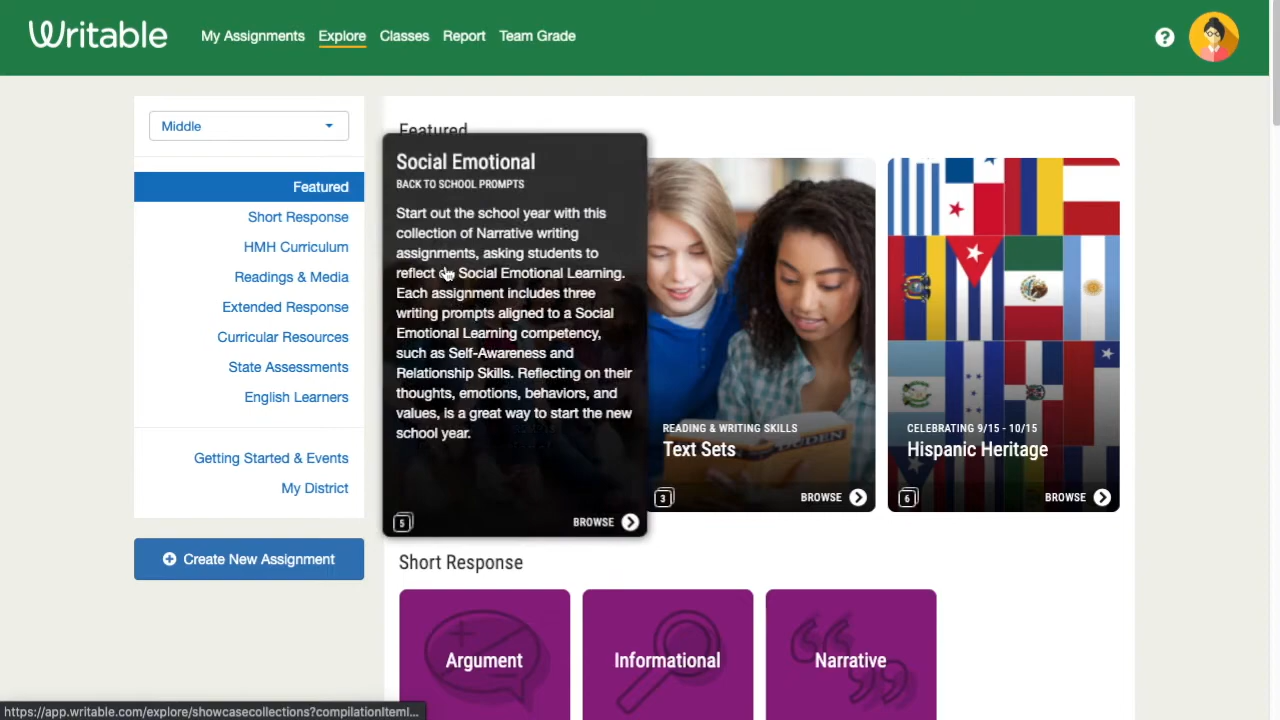 Writable
My Assignments
Explore
Classes
Report
Team Grade
?
Middle
Featured
Short Response
HMH Curriculum
Readings & Media
Extended Response
Curricular Resources
State Assessments
English Learners
Getting Started & Events
My District
Create New Assignment
Featured
Social Emotional
BACK TO SCHOOL PROMPTS
Start out the school year with this
collection of Narrative writing
assignments, asking students to
reflect Social Emotional Learning.
Each assignment includes three
writing prompts aligned to a Social
Emotional Learning competency,
such as Self-Awareness and
Relationship Skills. Reflecting on their
thoughts, emotions, behaviors, and
values, is a great way to start the new
school year.
5
BROWSE
DUDEN
READING & WRITING SKILLS
Text Sets
3
BROWSE
CELEBRATING 9/15 - 10/15
Hispanic Heritage
6
BROWSE
Short Response
Argument
Informational
Narrative
https://app.writable.com/explore/showcasecollections?compilationItemI...